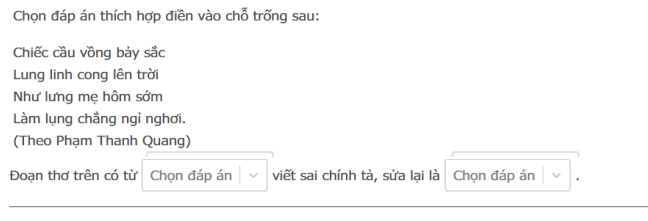 Chọn đáp án thích hợp điền vào chỗ trống sau:
Chiếc cầu vồng bảy sắc
Lung linh cong lên trời
Như lưng mẹ hôm sớm
Làm lụng chẳng ngỉ nghơi.
(Theo Phạm Thanh Quang)
Đoạn thơ trên có từ Chọn đáp án viết sai chính tả, sửa lại là Chọn đáp án .